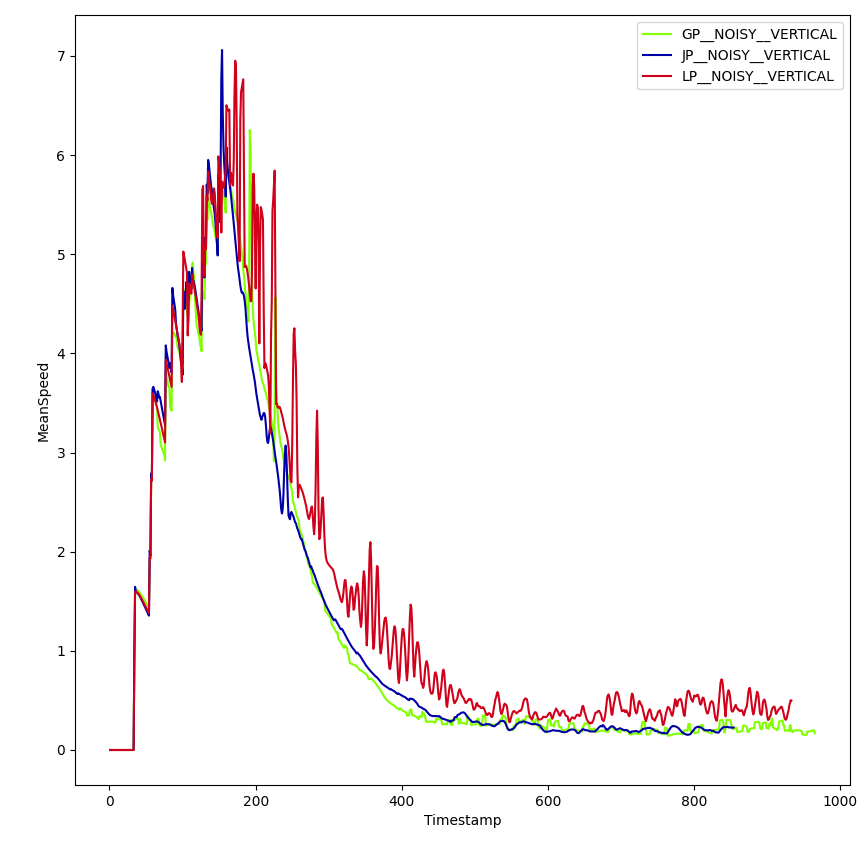 GP__NOISY__VERTICAL
JP__NOISY__VERTICAL
LP__NOISY__VERTICAL
7
6
5
4
3
2
1
0
MeanSpeed
0 200 400 600 800 1000
Timestamp